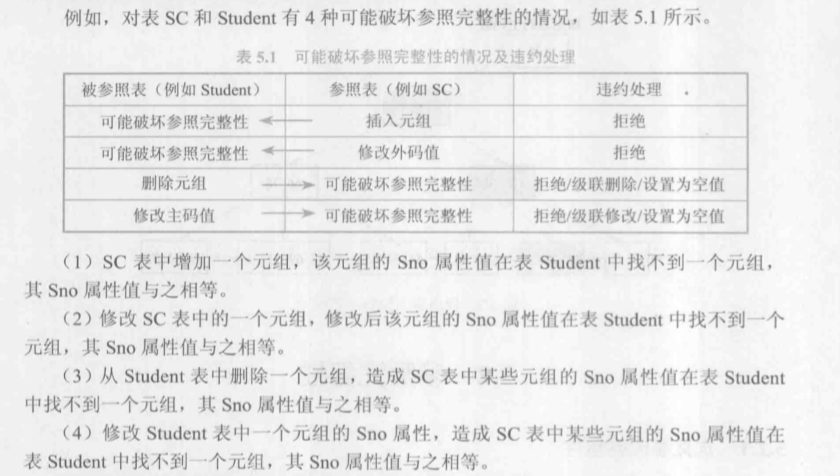 例如，对表 SC 和 Student 有 4 种可能破坏参照完整性的情况，如表 5.1 所示。
表 5.1 可能破坏参照完整性的情况及违约处理
被参照表（例如 Student） 参照表（例如 SC） 违约处理
可能破坏参照完整性 ← 插入元组 拒绝
可能破坏参照完整性 ← 修改外码值 拒绝
删除元组 → 可能破坏参照完整性 拒绝/级联删除/设置为空值
修改主码值 → 可能破坏参照完整性 拒绝/级联修改/设置为空值
（1）SC 表中增加一个元组，该元组的 Sno 属性值在表 Student 中找不到一个元组，
其 Sno 属性值与之相等。
（2）修改 SC 表中的一个元组，修改后该元组的 Sno 属性值在表 Student 中找不到一个
元组，其 Sno 属性值与之相等。
（3）从 Student 表中删除一个元组，造成 SC 表中某些元组的 Sno 属性值在表 Student
中找不到一个元组，其 Sno 属性值与之相等。
（4）修改 Student 表中一个元组的 Sno 属性，造成 SC 表中某些元组的 Sno 属性值在
表 Student 中找不到一个元组，其 Sno 属性值与之相等。